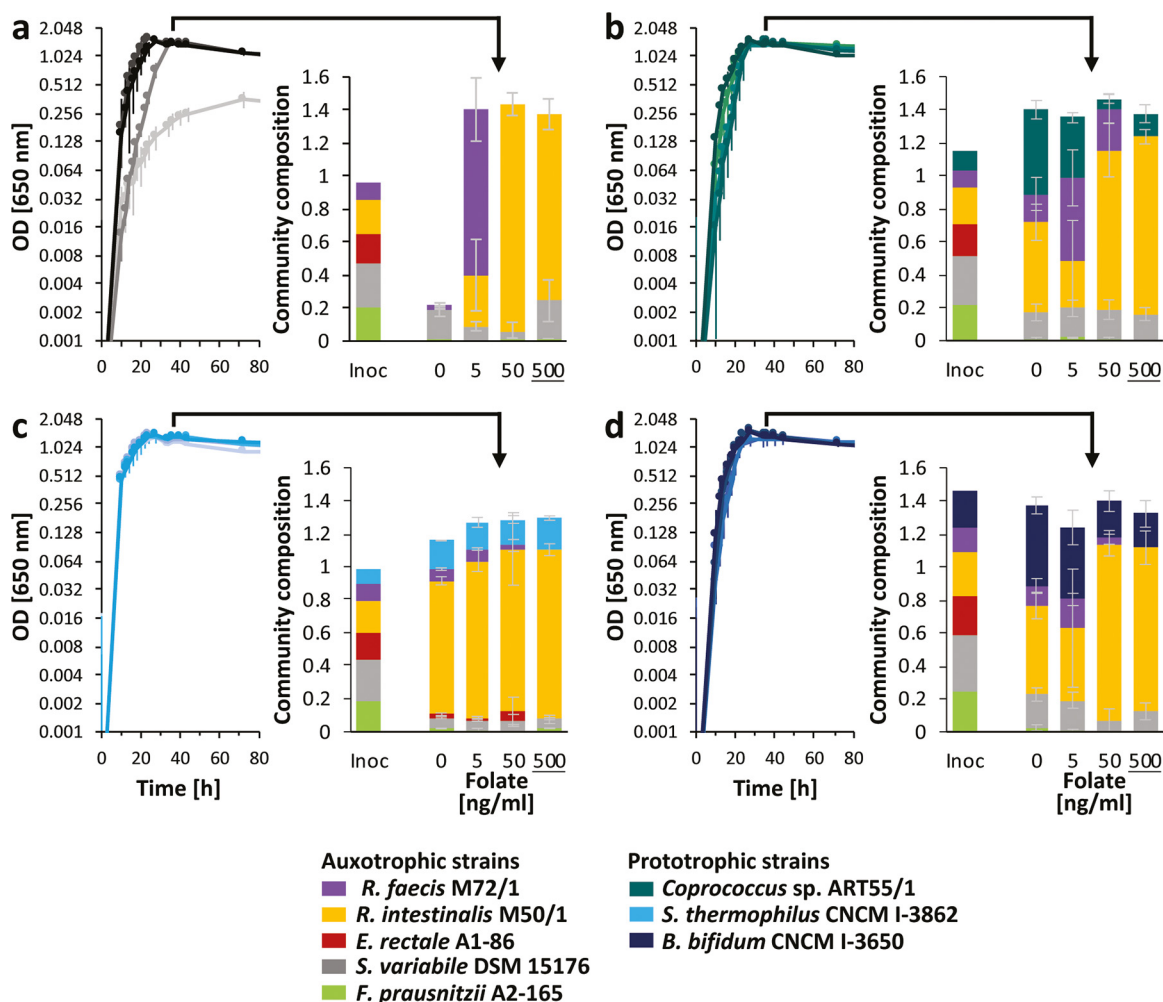 a
OD [650 nm]
2.048
1.024
0.512
0.256
0.128
0.064
0.032
0.016
0.008
0.004
0.002
0.001
0 20 40 60 80
Community composition
1.6
1.4
1.2
1
0.8
0.6
0.4
0.2
0
Inoc 0 5 50 500
b
OD [650 nm]
2.048
1.024
0.512
0.256
0.128
0.064
0.032
0.016
0.008
0.004
0.002
0.001
0 20 40 60 80
Community composition
1.6
1.4
1.2
1
0.8
0.6
0.4
0.2
0
Inoc 0 5 50 500
c
OD [650 nm]
2.048
1.024
0.512
0.256
0.128
0.064
0.032
0.016
0.008
0.004
0.002
0.001
0 20 40 60 80
Time [h]
Community composition
1.6
1.4
1.2
1
0.8
0.6
0.4
0.2
0
Inoc 0 5 50 500
Folate
[ng/ml]
d
OD [650 nm]
2.048
1.024
0.512
0.256
0.128
0.064
0.032
0.016
0.008
0.004
0.002
0.001
0 20 40 60 80
Time [h]
Community composition
1.6
1.4
1.2
1
0.8
0.6
0.4
0.2
0
Inoc 0 5 50 500
Folate
[ng/ml]
Auxotrophic strains
R. faecis M72/1
R. intestinalis M50/1
E. rectale A1-86
S. variabile DSM 15176
F. prausnitzii A2-165
Prototrophic strains
Coprococcus sp. ART55/1
S. thermophilus CNCM I-3862
B. bifidum CNCM I-3650